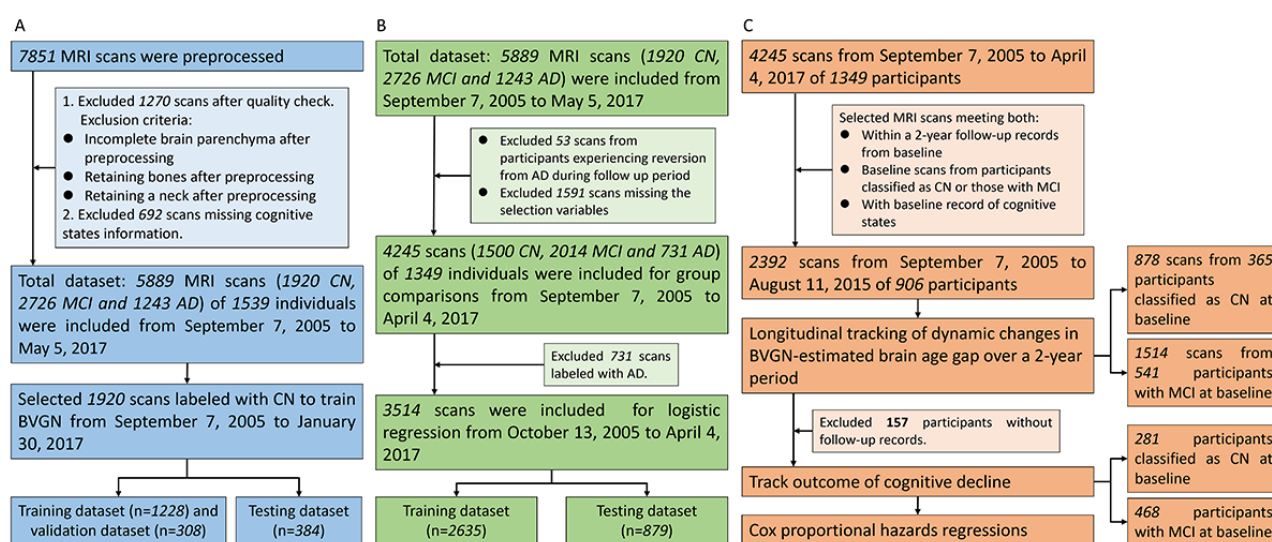 A
7851 MRI scans were preprocessed
1. Excluded 1270 scans after quality check.
Exclusion criteria:
● Incomplete brain parenchyma after
preprocessing
● Retaining bones after preprocessing
● Retaining a neck after preprocessing
2. Excluded 692 scans missing cognitive
states information.
Total dataset: 5889 MRI scans (1920 CN,
2726 MCI and 1243 AD) of 1539 individuals
were included from September 7, 2005 to
May 5, 2017
Selected 1920 scans labeled with CN to train
BVGN from September 7, 2005 to January
30, 2017
Training dataset (n=1228) and
validation dataset (n=308)
Testing dataset
(n=384)
B
Total dataset: 5889 MRI scans (1920 CN,
2726 MCI and 1243 AD) were included from
September 7, 2005 to May 5, 2017
● Excluded 53 scans from
participants experiencing reversion
from AD during follow up period
● Excluded 1591 scans missing the
selection variables
4245 scans (1500 CN, 2014 MCI and 731 AD)
of 1349 individuals were included for group
comparisons from September 7, 2005 to
April 4, 2017
Excluded 731 scans
labeled with AD.
3514 scans were included for logistic
regression from October 13, 2005 to April 4,
2017
Training dataset
(n=2635)
Testing dataset
(n=879)
C
4245 scans from September 7, 2005 to April
4, 2017 of 1349 participants
Selected MRI scans meeting both:
● Within a 2-year follow-up records
from baseline
● Baseline scans from participants
classified as CN or those with MCI
● With baseline record of cognitive
states
2392 scans from September 7, 2005 to
August 11, 2015 of 906 participants
878 scans from 365
participants
classified as CN at
baseline
Longitudinal tracking of dynamic changes in
BVGN-estimated brain age gap over a 2-year
period
1514 scans from
541 participants
with MCI at baseline
Excluded 157 participants without
follow-up records.
Track outcome of cognitive decline
281 participants
classified as CN at
baseline
468 participants
with MCI at baseline
Cox proportional hazards regressions